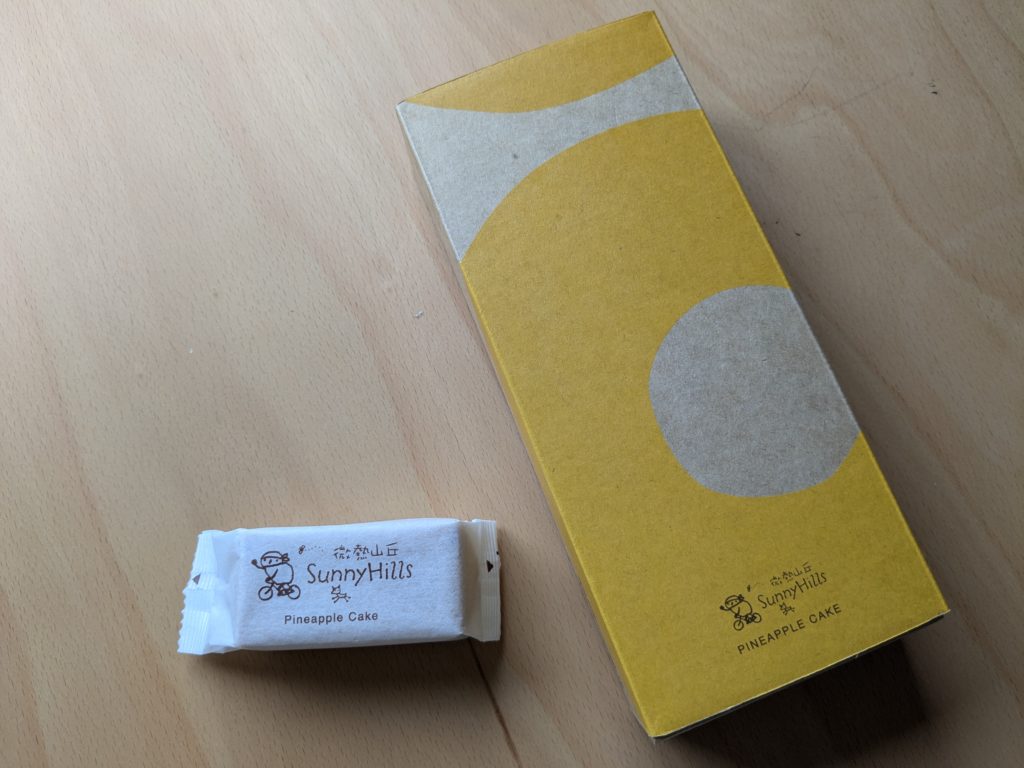 微熱山丘
SunnyHills
Pineapple Cake
微熱山丘
SunnyHills
PINEAPPLE CAKE